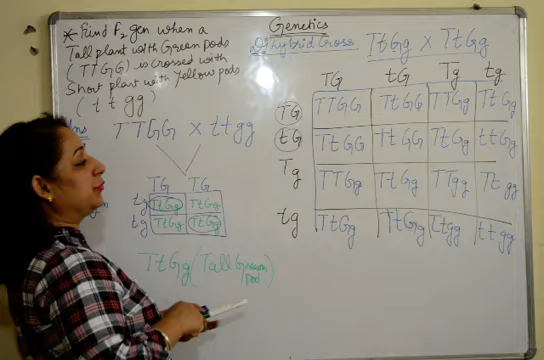 Genetics
* Find F2 gen when a
Tall plant with Green pods
(TTGG) is Crossed with
Short plant with Yellow pods
(ttgg)
Dihybrid Cross TtGg X TtGg
Ans TTGG X ttgg
TG TG
tg TtGg TtGg
tg TtGg TtGg
TtGg (Tall Green pod)
TG tG Tg tg
TG TTGG TtGG TTGg TtGg
tG TtGG TtGG TtGg ttGg
Tg TTGg TtGg TTgg Ttgg
tg TtGg TtGg ttgg ttgg